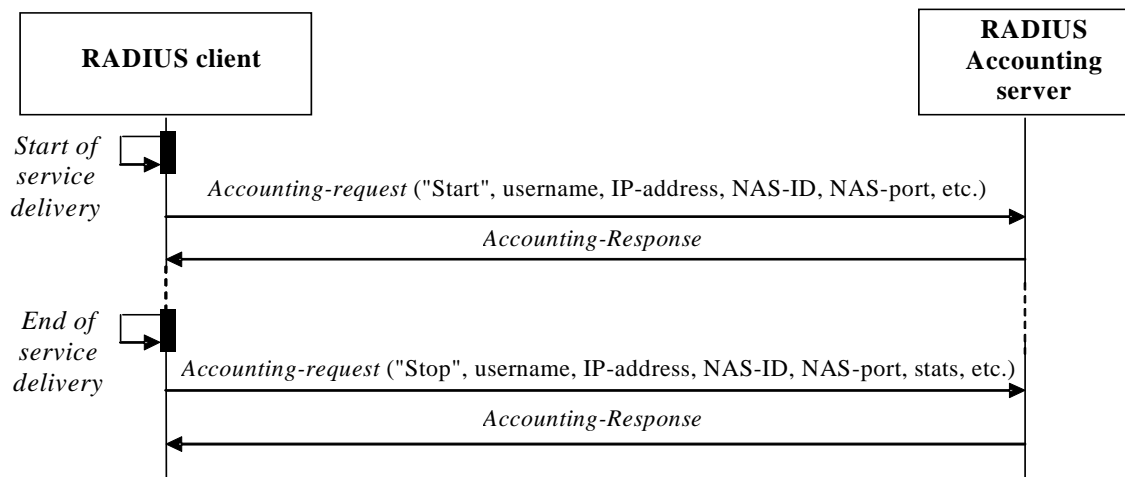 RADIUS client
RADIUS
Accounting
server
Start of
service
delivery
Accounting-request ("Start", username, IP-address, NAS-ID, NAS-port, etc.)
Accounting-Response
End of
service
delivery
Accounting-request ("Stop", username, IP-address, NAS-ID, NAS-port, stats, etc.)
Accounting-Response